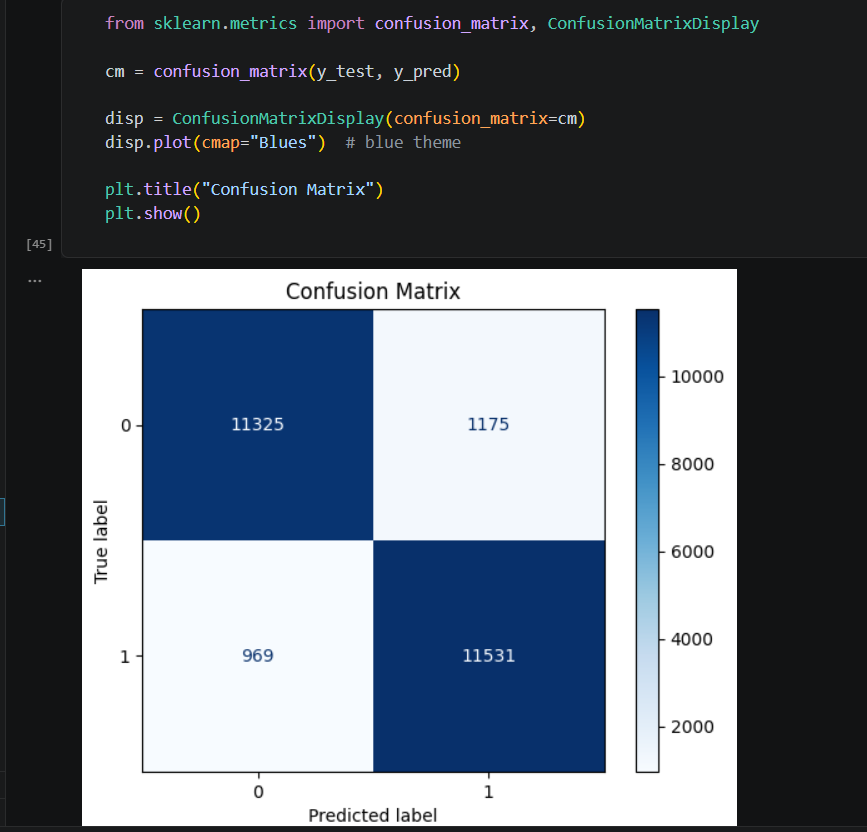 from sklearn.metrics import confusion_matrix, ConfusionMatrixDisplay
cm = confusion_matrix(y_test, y_pred)
disp = ConfusionMatrixDisplay(confusion_matrix=cm)
disp.plot(cmap="Blues")  # blue theme
plt.title("Confusion Matrix")
plt.show()
[45]
...
Confusion Matrix
0
11325
1175
10000
8000
6000
4000
2000
True label
1
969
11531
0
1
Predicted label